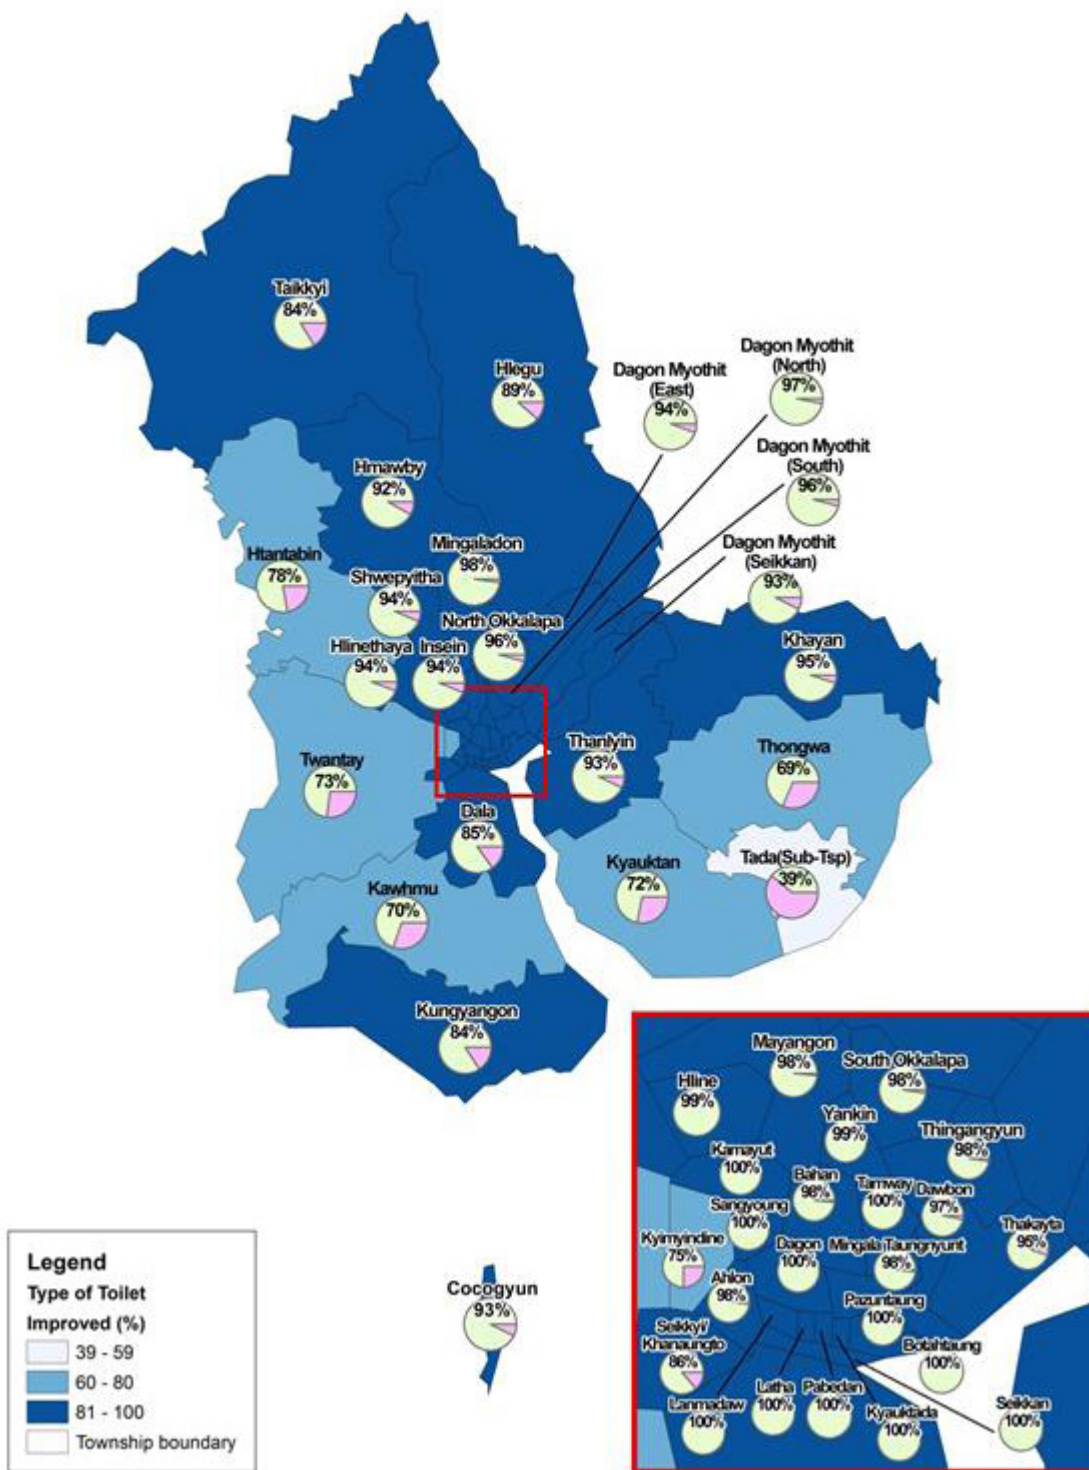 Taikkyi
84%
Hlegu
89%
Dagon Myothit
(East)
94%
Dagon Myothit
(North)
97%
Dagon Myothit
(South)
96%
Dagon Myothit
(Seikkan)
93%
Hmawby
92%
Mingaladon
98%
Htantabin
78%
Shwepyitha
94%
North Okkalapa
96%
Hlinethaya
94%
Insein
94%
Khayan
95%
Twantay
73%
Thanlyin
93%
Thongwa
69%
Dala
85%
Kyauktan
72%
Tada(Sub-Tsp)
39%
Kawhmu
70%
Kungyangon
84%
Cocogyun
93%
Mayangon
98%
South Okkalapa
98%
Hline
99%
Yankin
99%
Thingangyun
98%
Kamayut
100%
Bahan
98%
Tamway
100%
Dawbon
97%
Sangyoung
100%
Thakayta
95%
Kyimyindine
75%
Dagon
100%
Mingala Taungnyunt
98%
Ahlon
98%
Pazuntaung
100%
Seikkyi/
Khanaungto
86%
Botahtaung
100%
Lanmadaw
100%
Latha
100%
Pabedan
100%
Kyauktada
100%
Seikkan
100%
Legend
Type of Toilet
Improved (%)
39 - 59
60 - 80
81 - 100
Township boundary